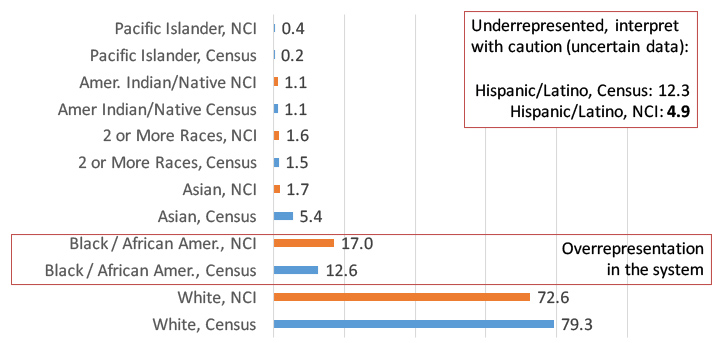 Pacific Islander, NCI 0.4
Pacific Islander, Census 0.2
Amer. Indian/Native NCI 1.1
Amer Indian/Native Census 1.1
2 or More Races, NCI 1.6
2 or More Races, Census 1.5
Asian, NCI 1.7
Asian, Census 5.4
Black / African Amer., NCI 17.0
Black / African Amer., Census 12.6
White, NCI 72.6
White, Census 79.3
Underrepresented, interpret
with caution (uncertain data):
Hispanic/Latino, Census: 12.3
Hispanic/Latino, NCI: 4.9
Overrepresentation
in the system